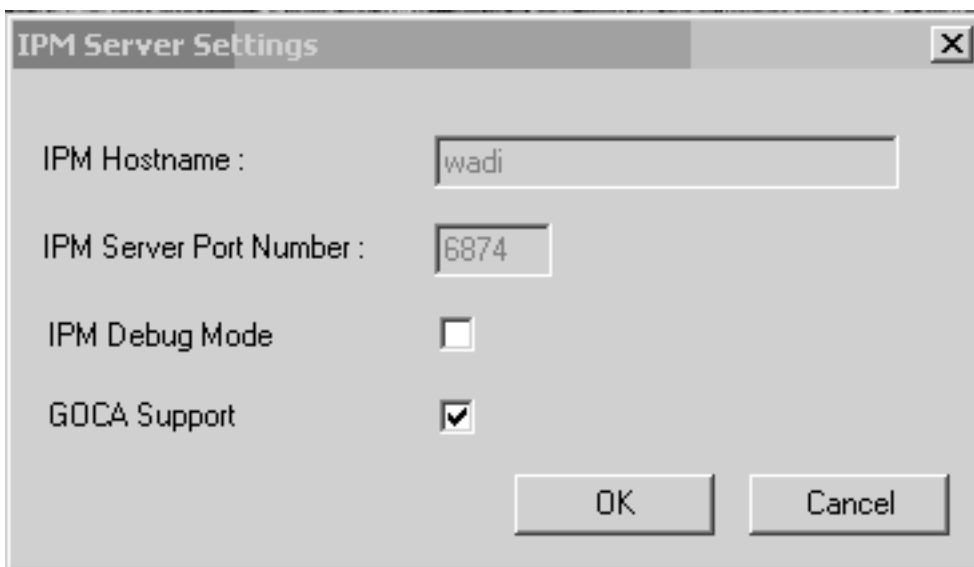 IPM Server Settings
IPM Hostname : wadi
IPM Server Port Number : 6874
IPM Debug Mode
GOCA Support
OK Cancel